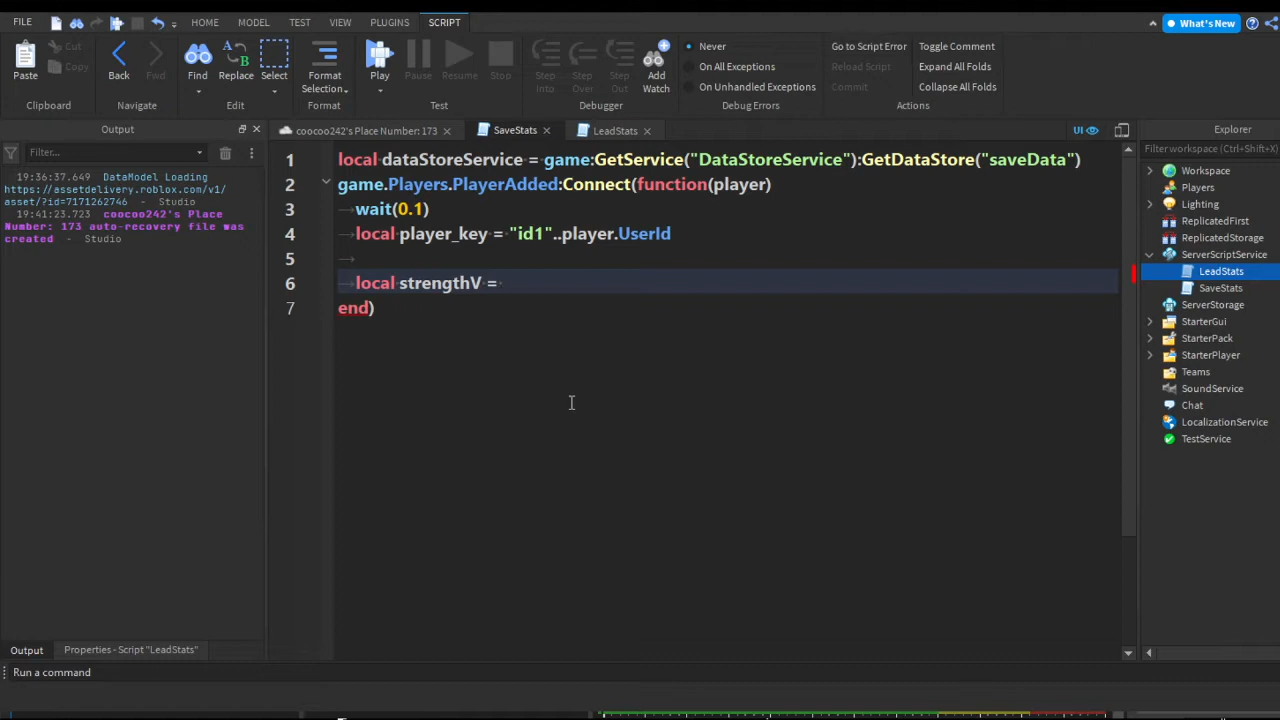 FILE HOME MODEL TEST VIEW PLUGINS SCRIPT What's New
Paste Cut Copy
Clipboard
Back Fwd
Navigate
Find Replace Select
Edit
Format Selection
Format
Play Pause Resume Stop
Test
Step Into Step Over Step Out Add Watch
Debugger
Never
On All Exceptions
On Unhandled Exceptions
Debug Errors
Go to Script Error
Reload Script
Commit
Toggle Comment
Expand All Folds
Collapse All Folds
Actions
Output
Filter...
19:36:37.649 DataModel Loading
https://assetdelivery.roblox.com/v1/
asset/?id=7171262746 - Studio
19:41:23.723 coocoo242's Place
Number: 173 auto-recovery file was
created - Studio
Output Properties - Script "LeadStats"
Run a command
coocoo242's Place Number: 173 × SaveStats × LeadStats × UI
1 local dataStoreService = game:GetService("DataStoreService"):GetDataStore("saveData")
2 game.Players.PlayerAdded:Connect(function(player)
3 wait(0.1)
4 local player_key = "id1"..player.UserId
5
6 local strengthV =
7 end)
Explorer
Filter workspace (Ctrl+Shift+X)
Workspace
Players
Lighting
ReplicatedFirst
ReplicatedStorage
ServerScriptService
LeadStats
SaveStats
ServerStorage
StarterGui
StarterPack
StarterPlayer
Teams
SoundService
Chat
LocalizationService
TestService